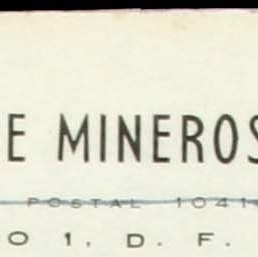 E MINEROS
POSTAL 1041
O 1, D. F.